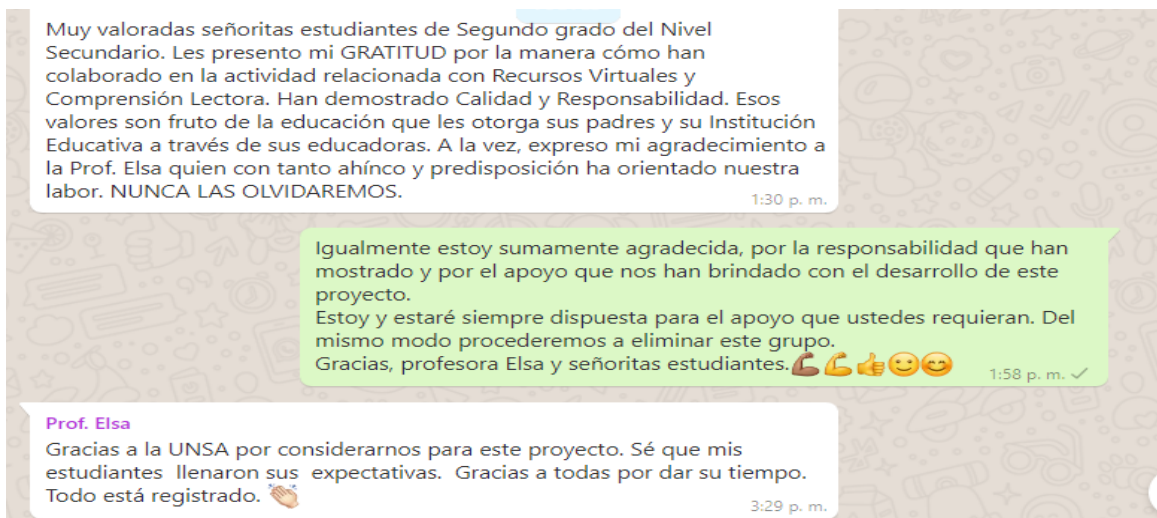 Muy valoradas señoritas estudiantes de Segundo grado del Nivel
Secundario. Les presento mi GRATITUD por la manera cómo han
colaborado en la actividad relacionada con Recursos Virtuales y
Comprensión Lectora. Han demostrado Calidad y Responsabilidad. Esos
valores son fruto de la educación que les otorga sus padres y su Institución
Educativa a través de sus educadoras. A la vez, expreso mi agradecimiento a
la Prof. Elsa quien con tanto ahínco y predisposición ha orientado nuestra
labor. NUNCA LAS OLVIDAREMOS.
1:30 p. m.
Igualmente estoy sumamente agradecida, por la responsabilidad que han
mostrado y por el apoyo que nos han brindado con el desarrollo de este
proyecto.
Estoy y estaré siempre dispuesta para el apoyo que ustedes requieran. Del
mismo modo procederemos a eliminar este grupo.
Gracias, profesora Elsa y señoritas estudiantes.💪🏾💪👍🙂😊
1:58 p. m.
Prof. Elsa
Gracias a la UNSA por considerarnos para este proyecto. Sé que mis
estudiantes llenaron sus expectativas. Gracias a todas por dar su tiempo.
Todo está registrado. 👏🏻
3:29 p. m.